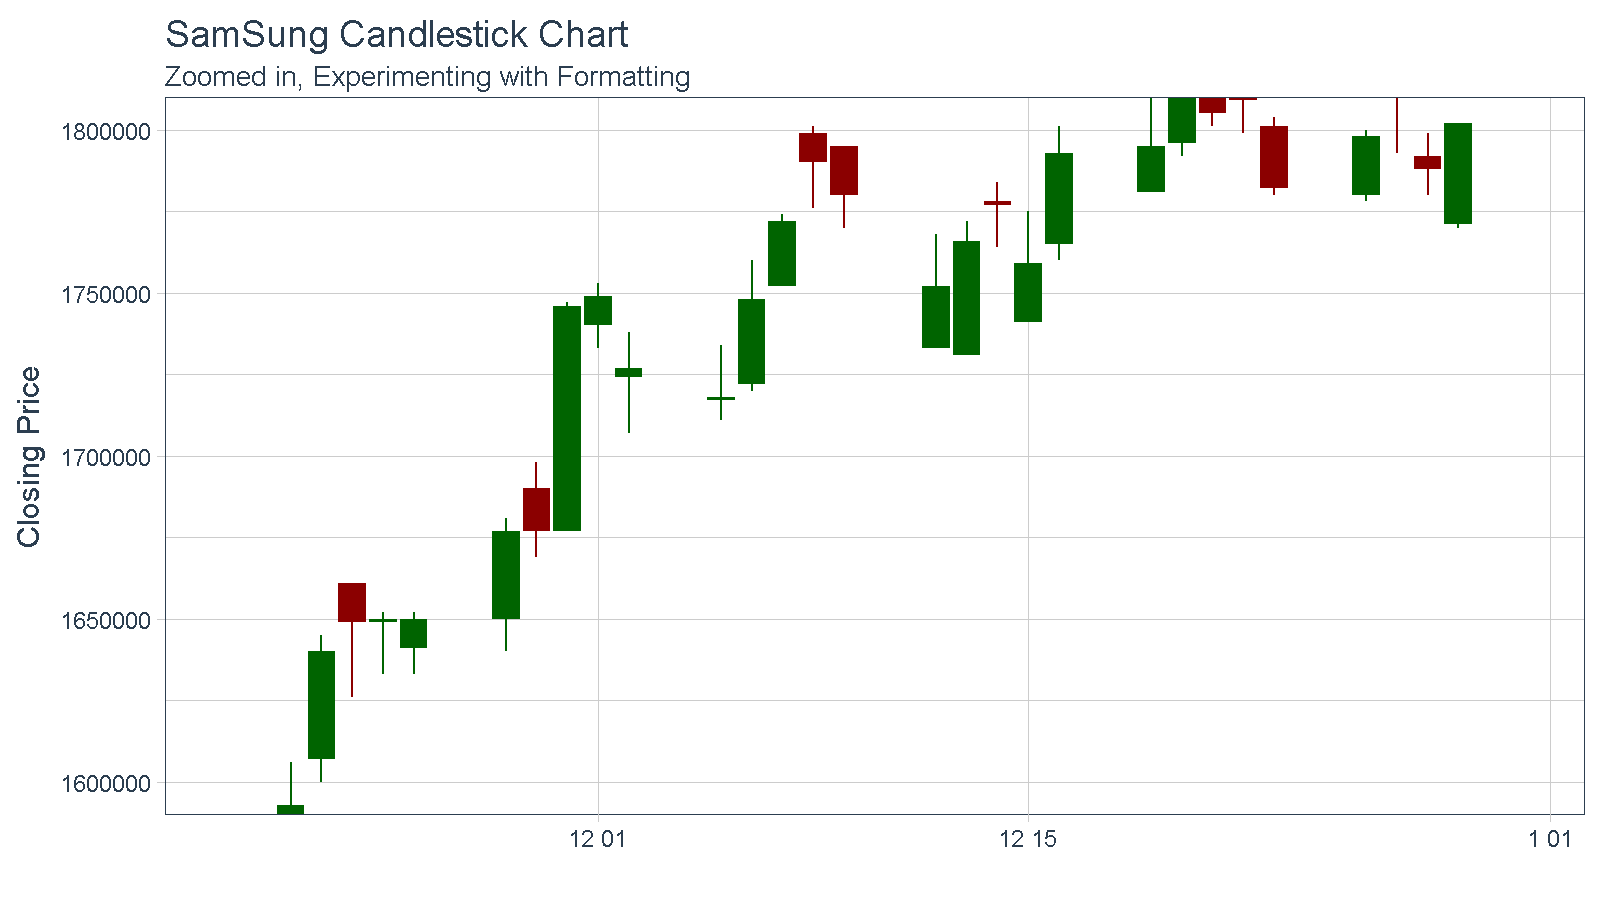 SamSung Candlestick Chart
Zoomed in, Experimenting with Formatting
Closing Price
1800000
1750000
1700000
1650000
1600000
12 01
12 15
1 01